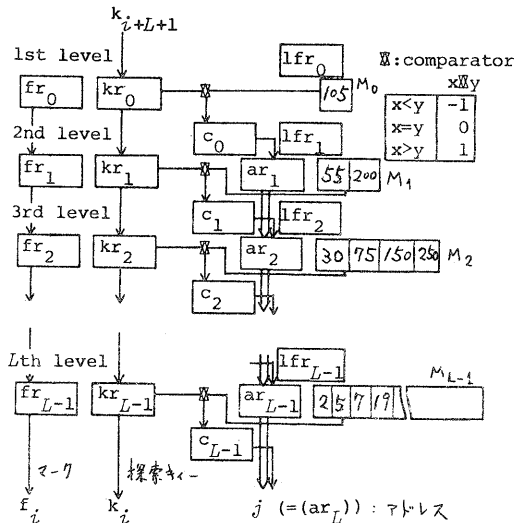 k_{i+L+1}
1st level
lfr_0
⌧:comparator
fr_0
kr_0
105
M_0
x⌧y
x<y -1
x=y 0
x>y 1
2nd level
c_0
lfr_1
fr_1
kr_1
ar_1
55 200
M_1
3rd level
c_1
lfr_2
fr_2
kr_2
ar_2
30 75 150 250
M_2
c_2
Lth level
lfr_{L-1}
M_{L-1}
fr_{L-1}
kr_{L-1}
ar_{L-1}
2 5 7 19
c_{L-1}
マーク
探索キー
f_i
k_i
j (=(ar_L)) : アドレス